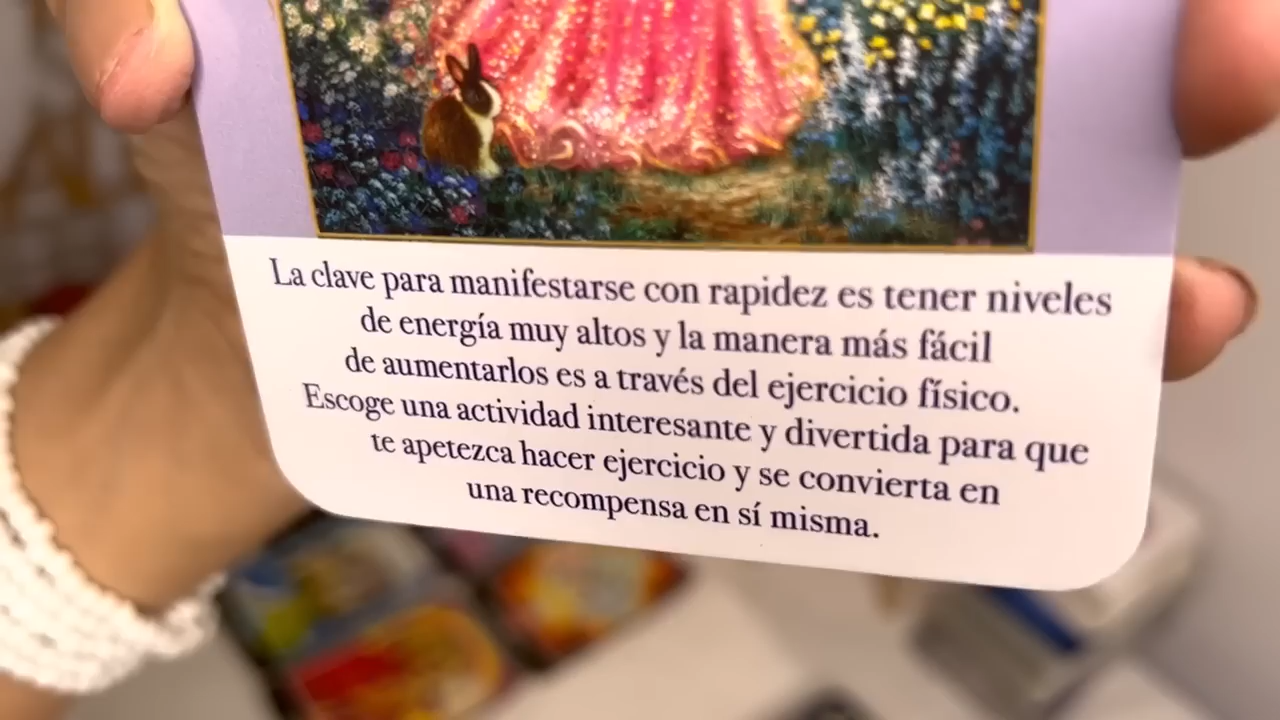 La clave para manifestarse con rapidez es tener niveles
de energía muy altos y la manera más fácil
de aumentarlos es a través del ejercicio físico.
Escoge una actividad interesante y divertida para que
te apetezca hacer ejercicio y se convierta en
una recompensa en sí misma.